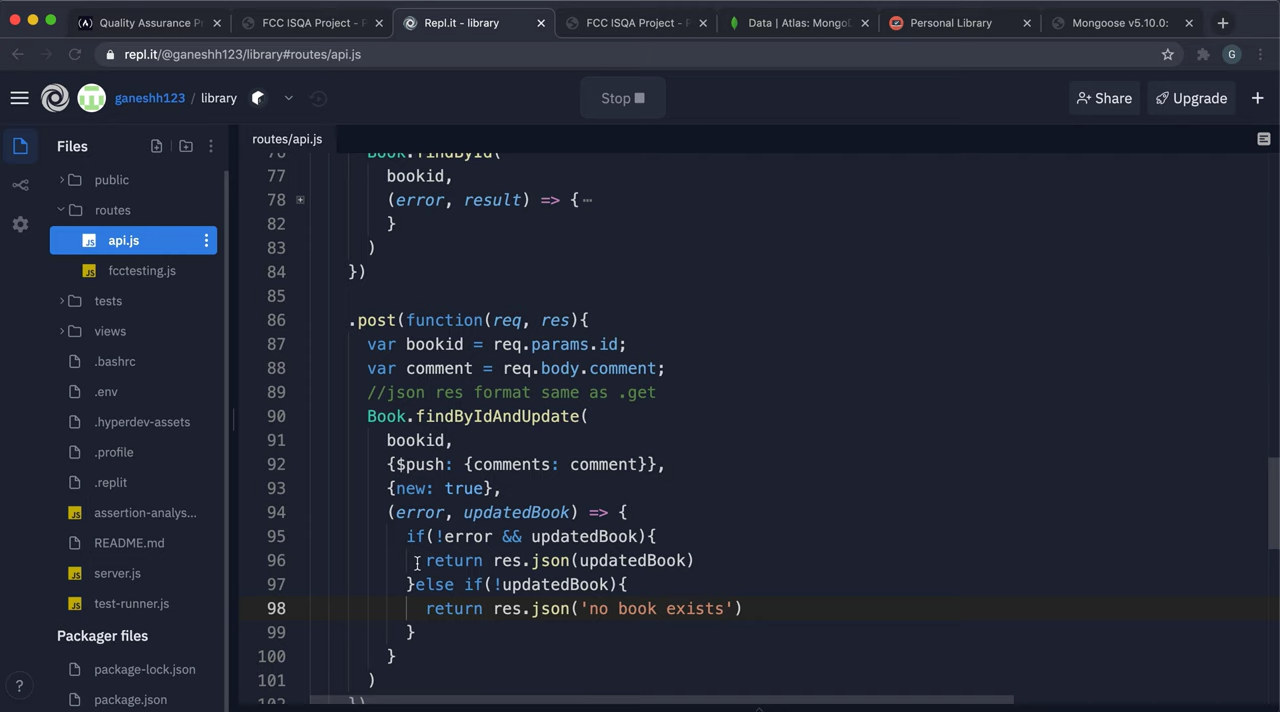 Quality Assurance P
FCC ISQA Project - P
Repl.it - library
FCC ISQA Project - P
Data | Atlas: MongoD
Personal Library
Mongoose v5.10.0:
repl.it/@ganeshh123/library#routes/api.js
G
ganeshh123 / library
Stop
Share
Upgrade
Files
routes/api.js
public
routes
api.js
fcctesting.js
tests
views
.bashrc
.env
.hyperdev-assets
.profile
.replit
assertion-analys...
README.md
server.js
test-runner.js
Packager files
package-lock.json
package.json
76 Book.findById(
77 bookid,
78 (error, result) => {
82 }
83 )
84 })
85
86 .post(function(req, res){
87 var bookid = req.params.id;
88 var comment = req.body.comment;
89 //json res format same as .get
90 Book.findByIdAndUpdate(
91 bookid,
92 {$push: {comments: comment}},
93 {new: true},
94 (error, updatedBook) => {
95 if(!error && updatedBook){
96 return res.json(updatedBook)
97 }else if(!updatedBook){
98 return res.json('no book exists')
99 }
100 }
101 )
102 })